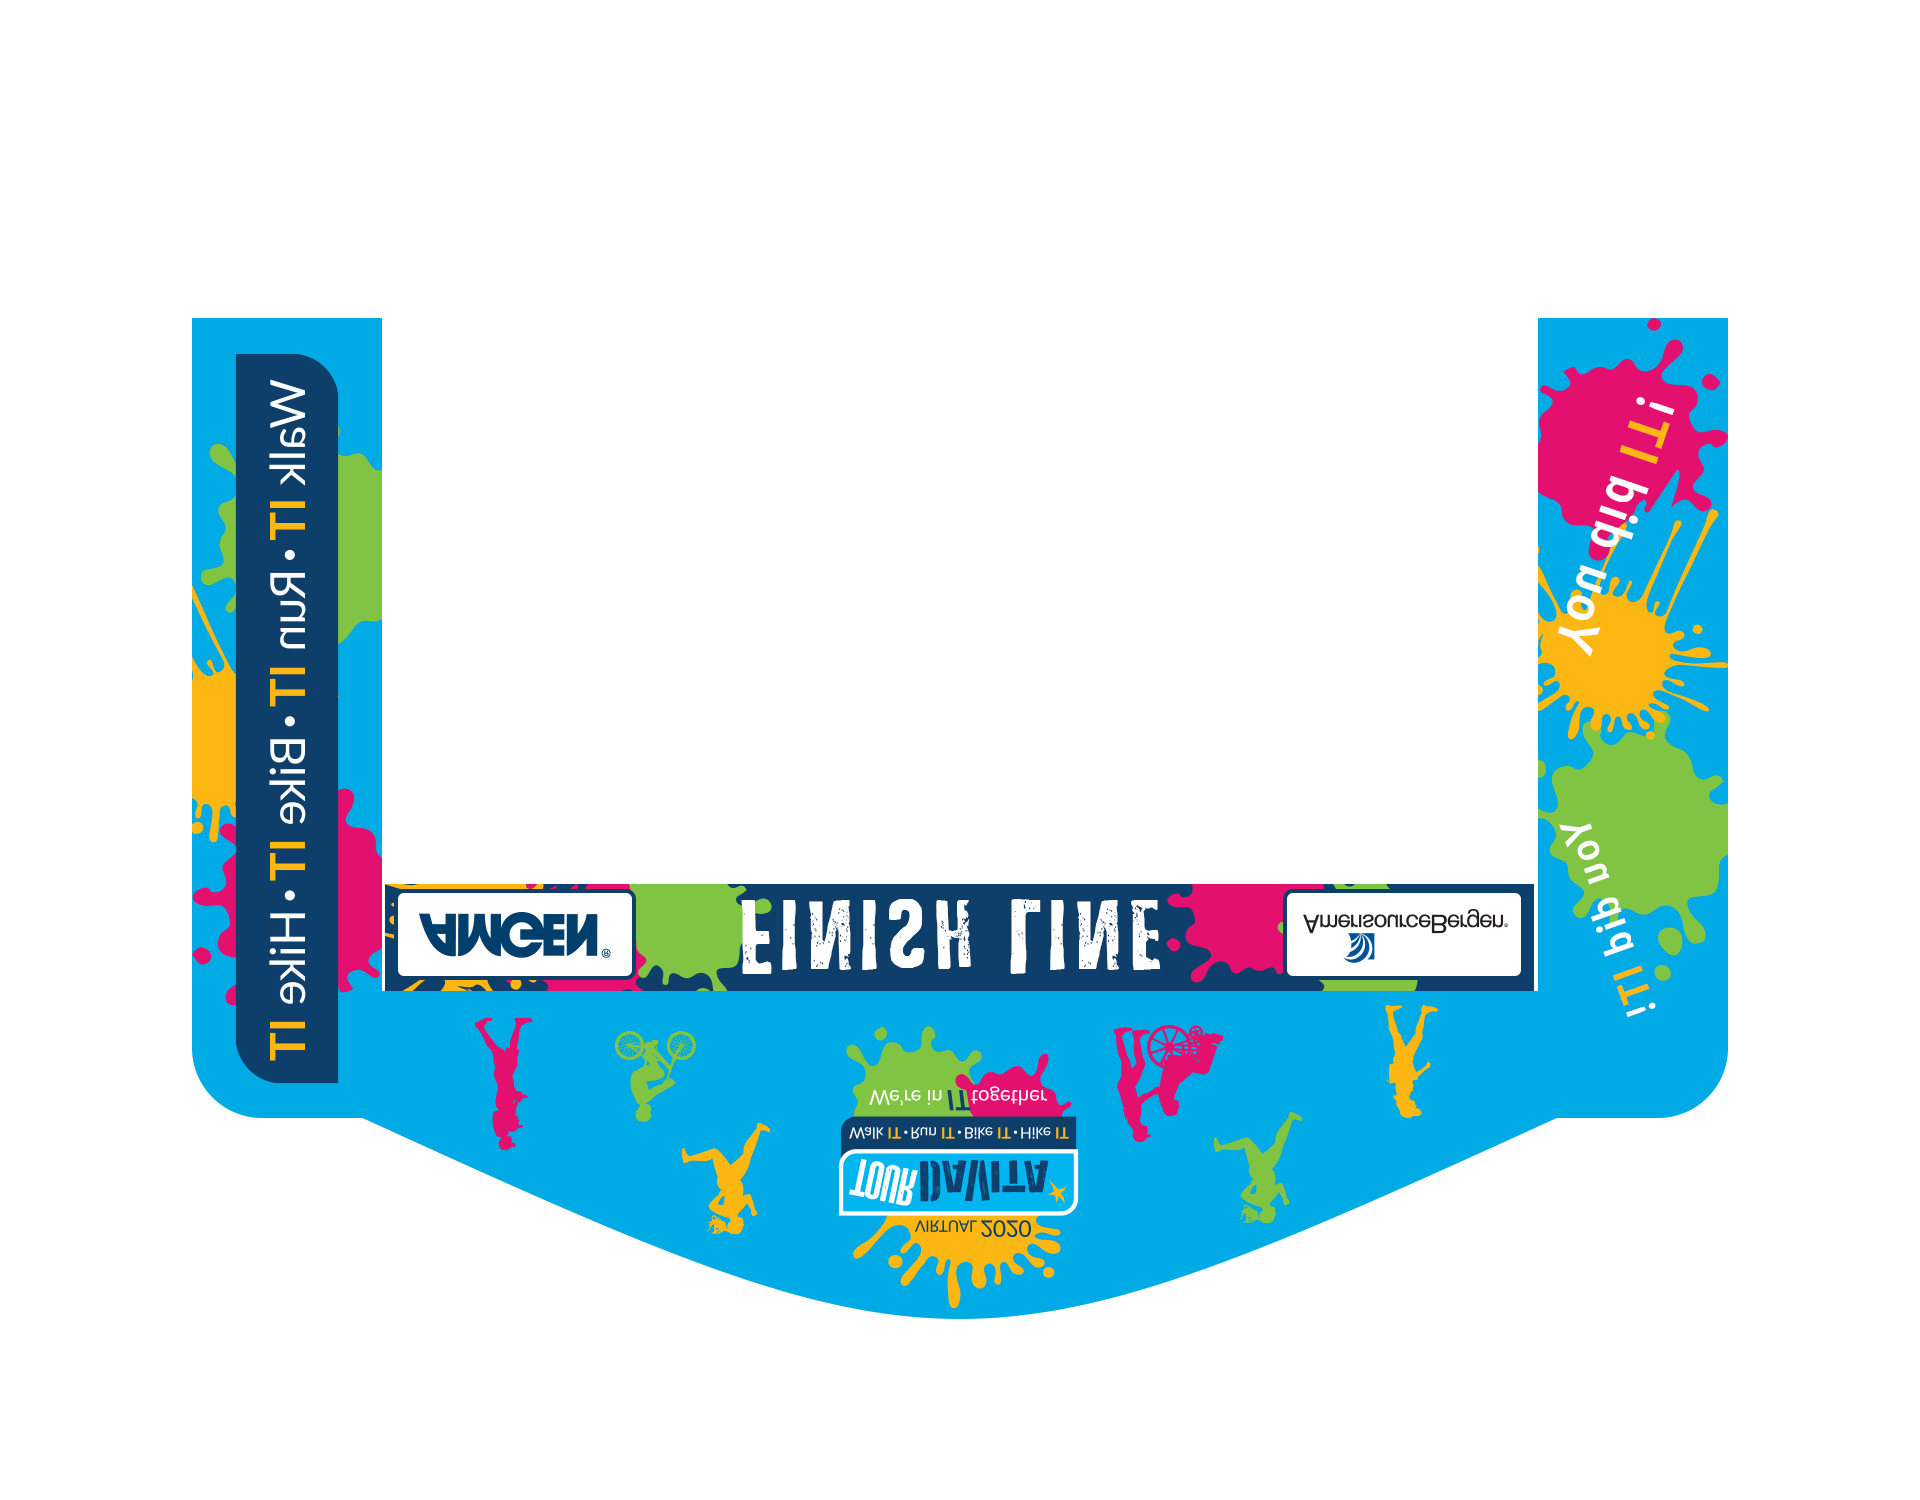 VIRTUAL 2020
TOUR DAVITA
Walk IT • Run IT • Bike IT • Hike IT
We're in IT together
AMGEN®
FINISH LINE
AmerisourceBergen®
Walk IT • Run IT • Bike IT • Hike IT
You did IT!
You did IT!